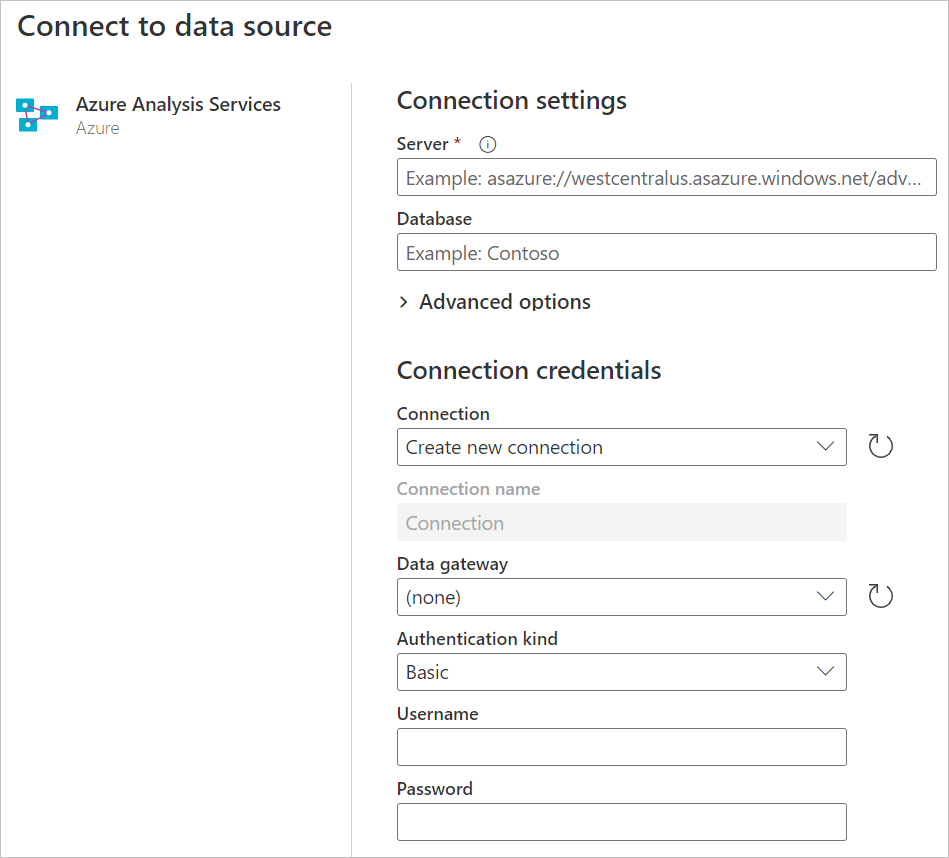 Connect to data source
Azure Analysis Services
Azure
Connection settings
Server *
Example: asazure://westcentralus.asazure.windows.net/adv...
Database
Example: Contoso
Advanced options
Connection credentials
Connection
Create new connection
Connection name
Connection
Data gateway
(none)
Authentication kind
Basic
Username
Password